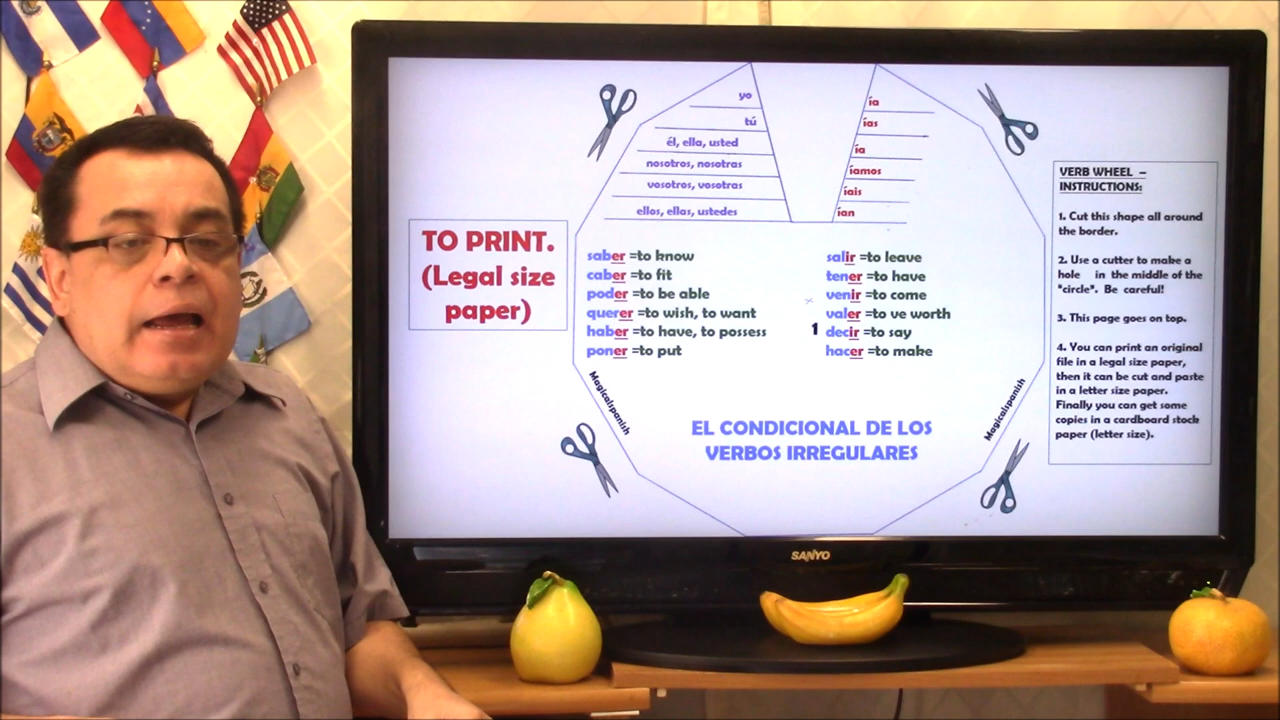 yo
tú
él, ella, usted
nosotros, nosotras
vosotros, vosotras
ellos, ellas, ustedes
ía
ías
ía
íamos
íais
ían
TO PRINT.
(Legal size
paper)
saber =to know
caber =to fit
poder =to be able
querer =to wish, to want
haber =to have, to possess
poner =to put
salir =to leave
tener =to have
venir =to come
valer =to ve worth
1 decir =to say
hacer =to make
Magicalspanish
Magicalspanish
EL CONDICIONAL DE LOS
VERBOS IRREGULARES
VERB WHEEL –
INSTRUCTIONS:
1. Cut this shape all around
the border.
2. Use a cutter to make a
hole in the middle of the
"circle". Be careful!
3. This page goes on top.
4. You can print an original
file in a legal size paper,
then it can be cut and paste
in a letter size paper.
Finally you can get some
copies in a cardboard stock
paper (letter size).
SANYO